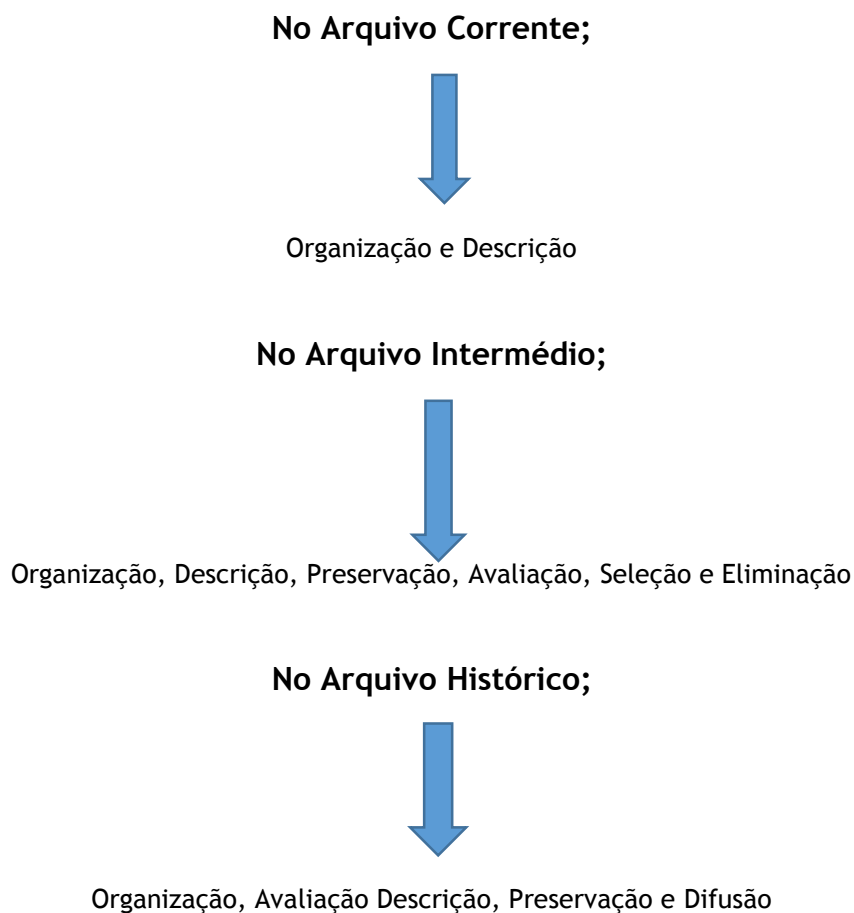 No Arquivo Corrente;
Organização e Descrição
No Arquivo Intermédio;
Organização, Descrição, Preservação, Avaliação, Seleção e Eliminação
No Arquivo Histórico;
Organização, Avaliação Descrição, Preservação e Difusão